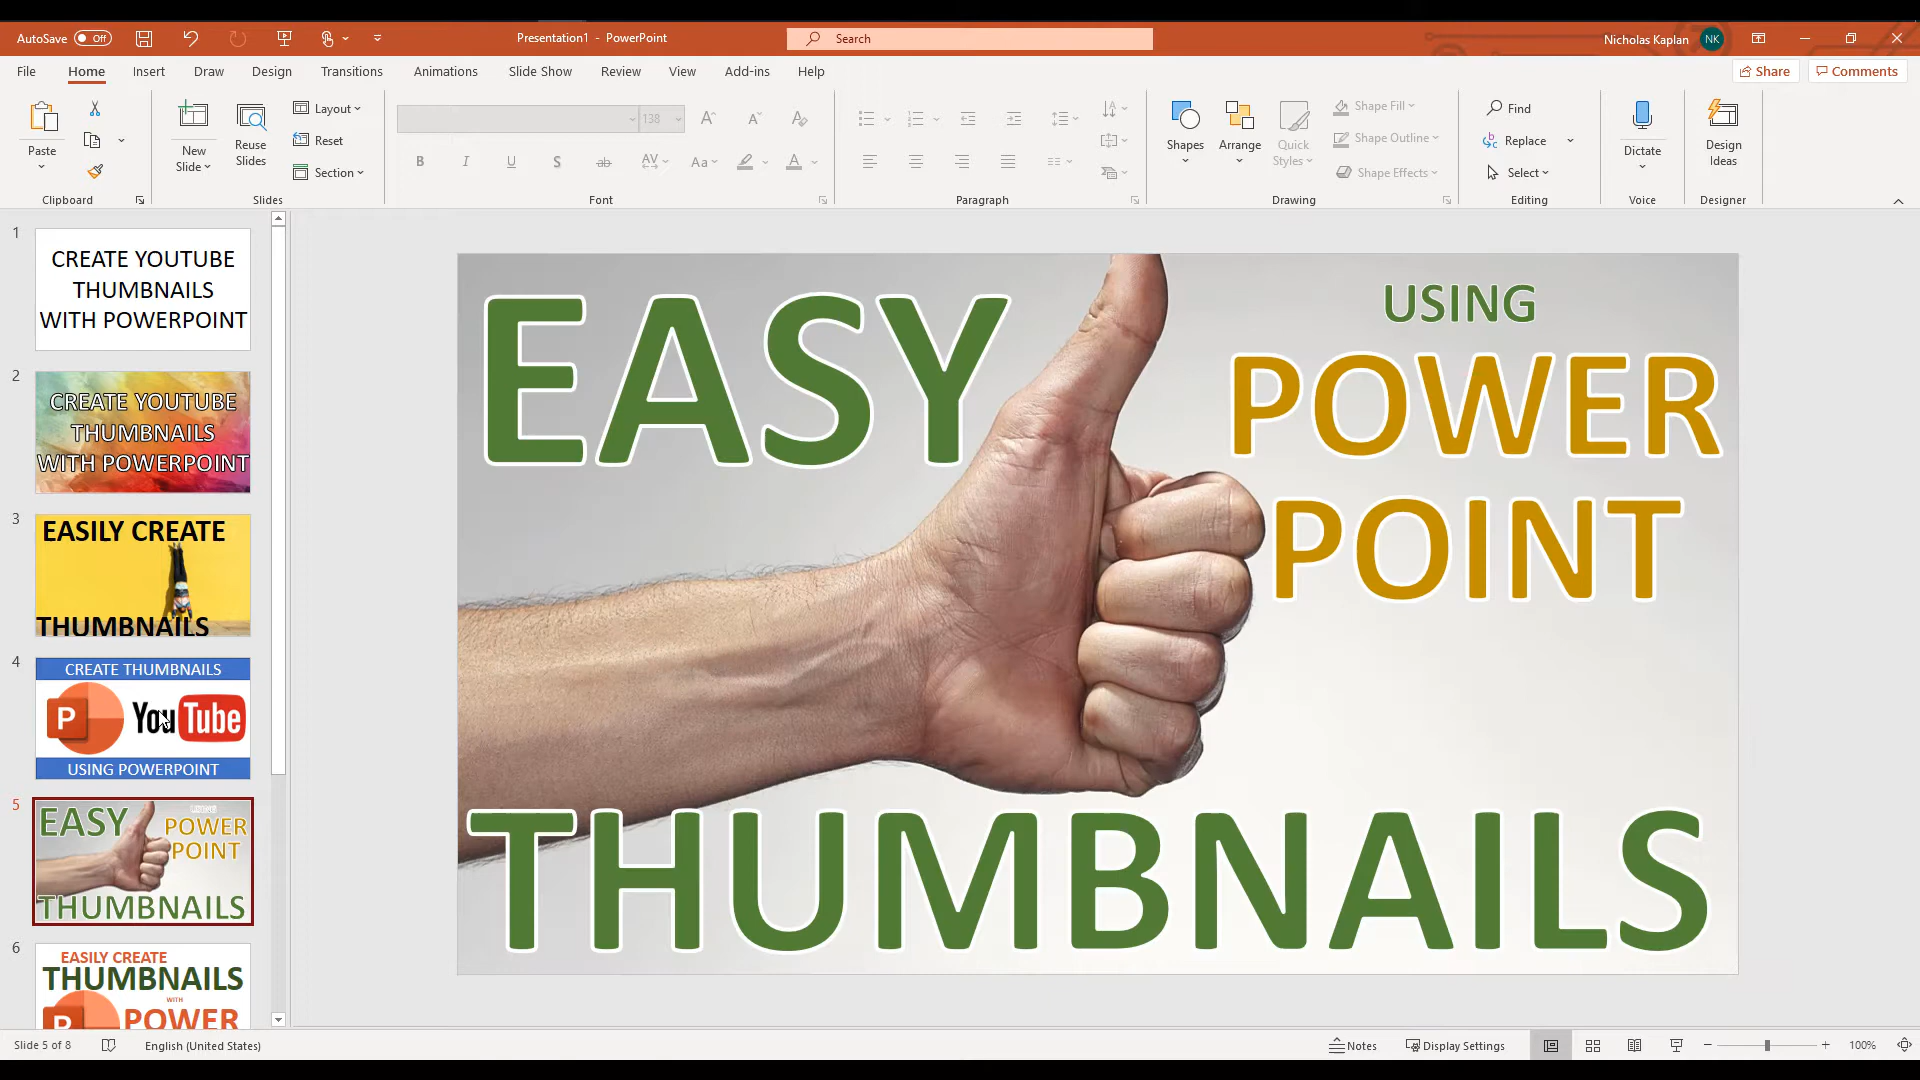 AutoSave Off
Presentation1 - PowerPoint
Search
Nicholas Kaplan NK
File Home Insert Draw Design Transitions Animations Slide Show Review View Add-ins Help
Share Comments
Paste
Clipboard
New Slide
Reuse Slides
Layout
Reset
Section
Slides
138
B I U S ab AV Aa A
Font
Paragraph
Shapes
Arrange
Quick Styles
Shape Fill
Shape Outline
Shape Effects
Drawing
Find
Replace
Select
Editing
Dictate
Voice
Design Ideas
Designer
1
CREATE YOUTUBE
THUMBNAILS
WITH POWERPOINT
2
CREATE YOUTUBE
THUMBNAILS
WITH POWERPOINT
3
EASILY CREATE
THUMBNAILS
4
CREATE THUMBNAILS
P YouTube
USING POWERPOINT
5
EASY
USING
POWER
POINT
THUMBNAILS
6
EASILY CREATE
THUMBNAILS
WITH
P POWER
EASY
USING
POWER
POINT
THUMBNAILS
Slide 5 of 8
English (United States)
Notes
Display Settings
100%